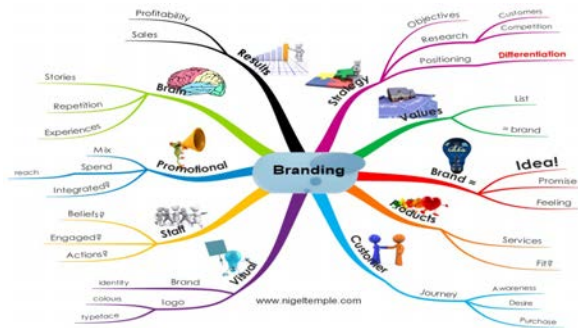 Branding
Strategy
Objectives
Research
Customers
Competition
Positioning
Differentiation
Values
List
= brand
Brand =
Idea!
Promise
Feeling
Products
Services
Fit?
Customer
Journey
Awareness
Desire
Purchase
Visual
Brand
identity
logo
colours
typeface
Staff
Beliefs?
Engaged?
Actions?
Promotional
Mix
Spend
reach
Integrated?
Brain
Stories
Repetition
Experiences
Results
Profitability
Sales
www.nigeltemple.com